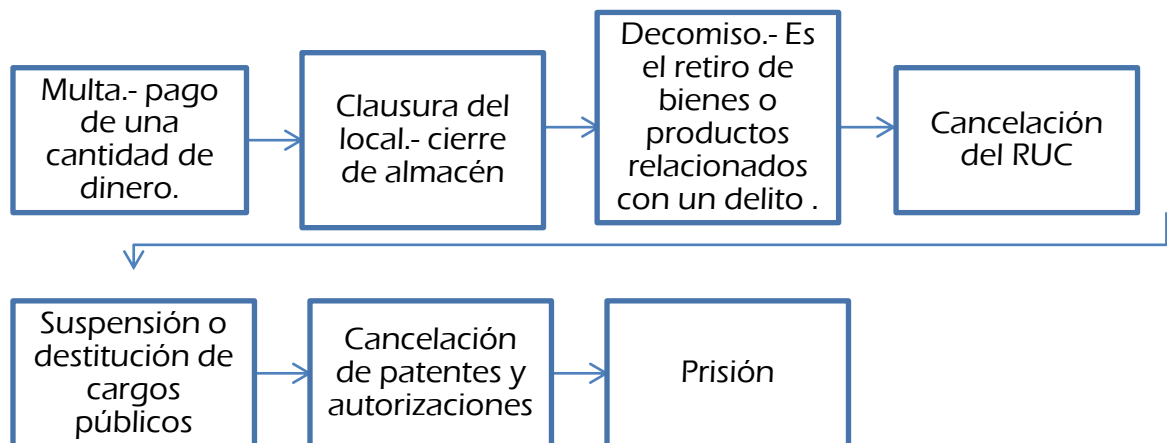 Multa.- pago
de una
cantidad de
dinero.
Clausura del
local.- cierre
de almacén
Decomiso.- Es
el retiro de
bienes o
productos
relacionados
con un delito .
Cancelación
del RUC
Suspensión o
destitución de
cargos
públicos
Cancelación
de patentes y
autorizaciones
Prisión